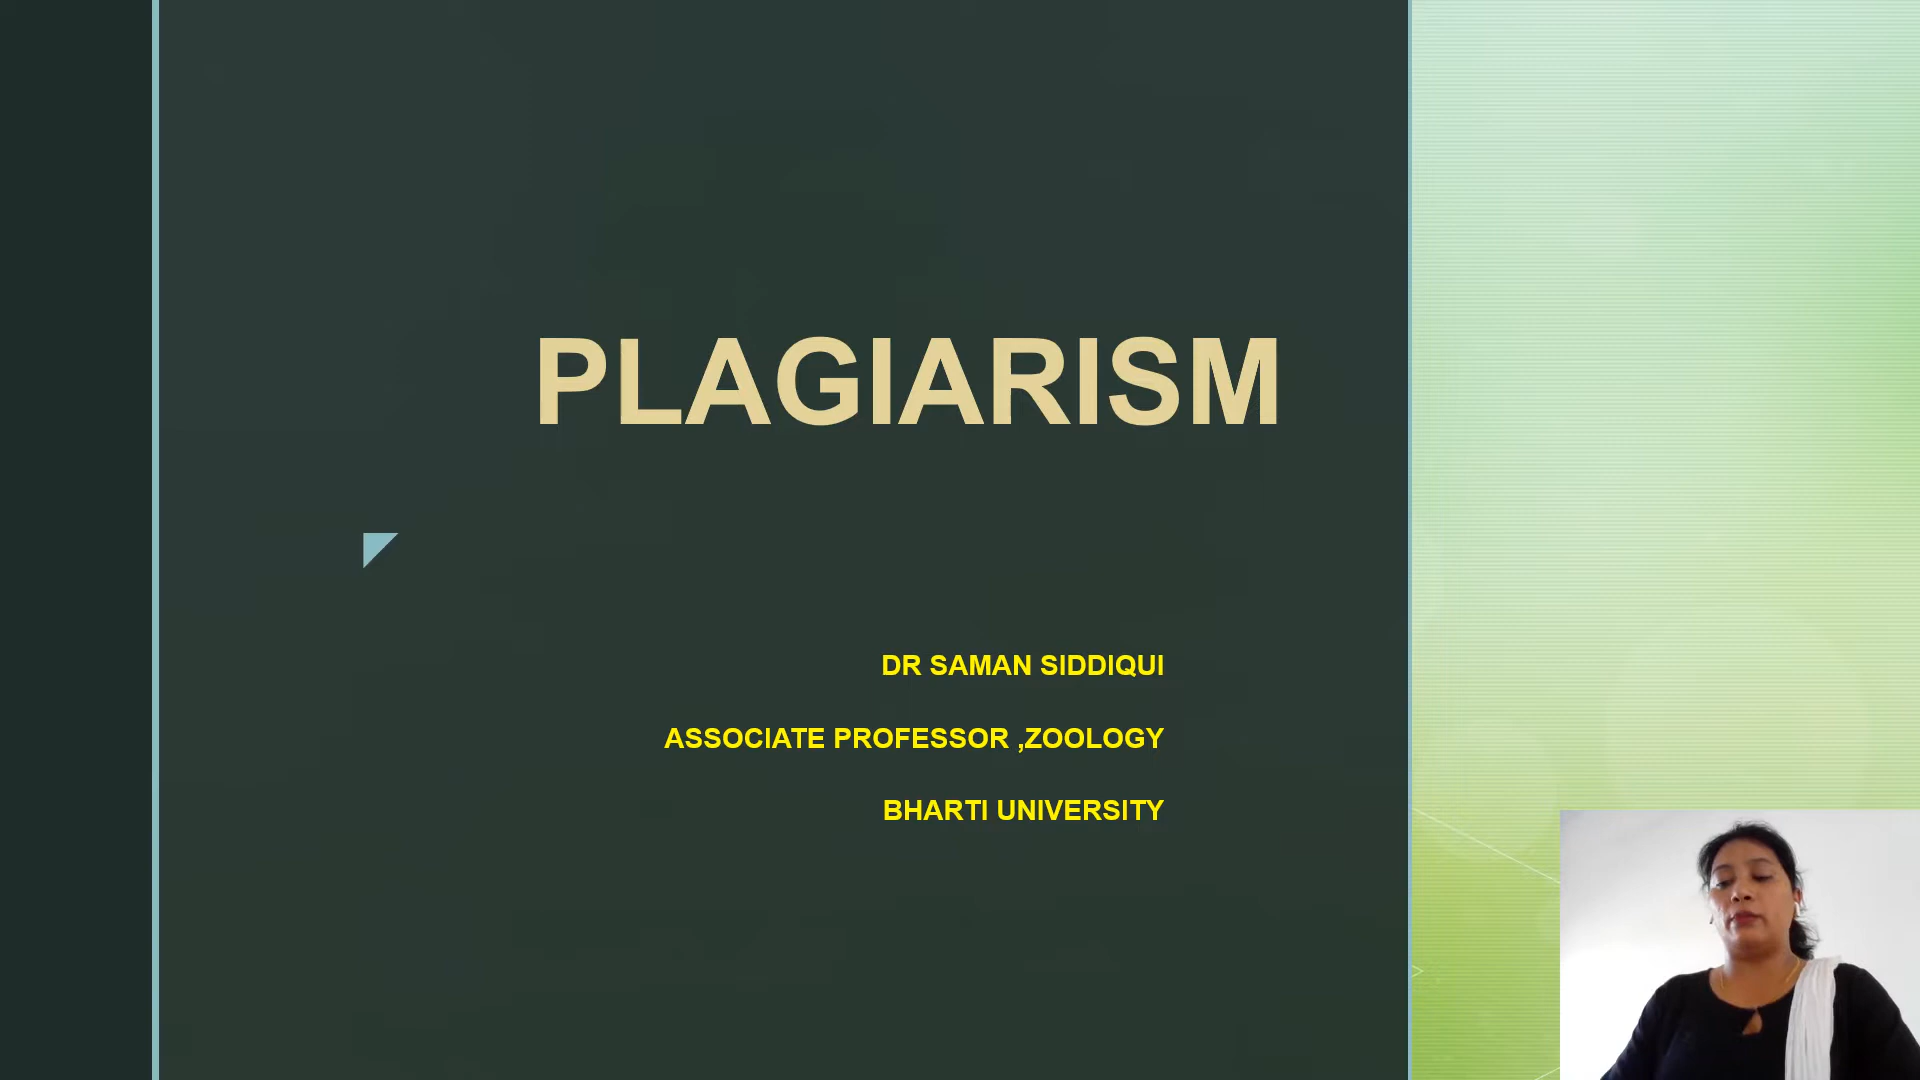 PLAGIARISM
DR SAMAN SIDDIQUI
ASSOCIATE PROFESSOR ,ZOOLOGY
BHARTI UNIVERSITY